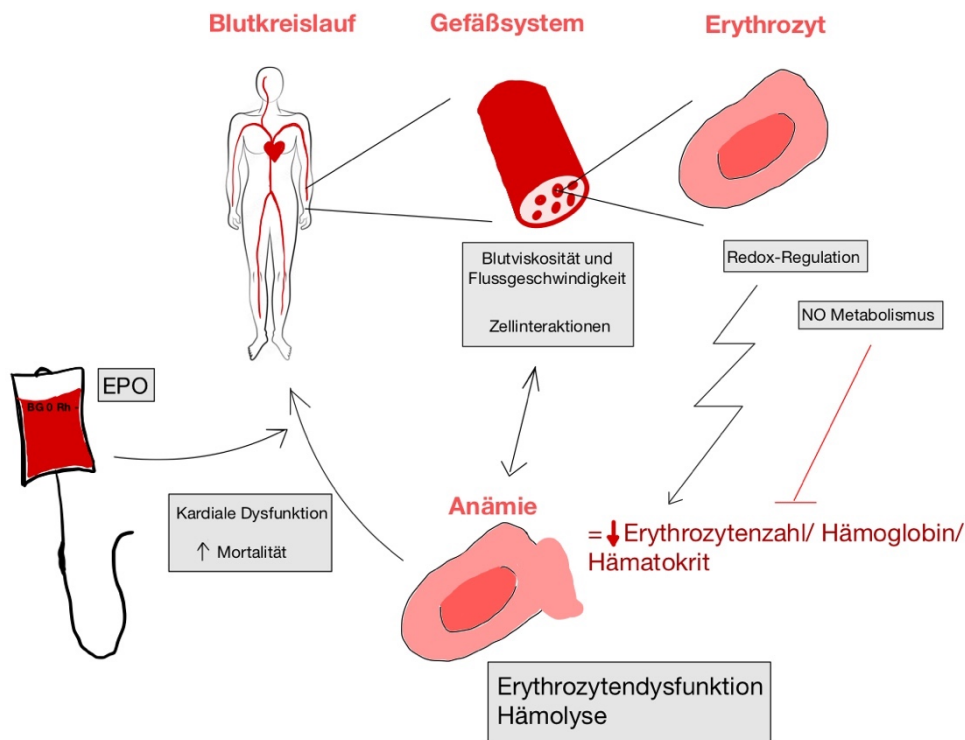 Blutkreislauf
Gefäßsystem
Erythrozyt
Blutviskosität und
Flussgeschwindigkeit
Zellinteraktionen
Redox-Regulation
NO Metabolismus
EPO
BG 0 Rh -
Kardiale Dysfunktion
↑ Mortalität
Anämie
=↓Erythrozytenzahl/ Hämoglobin/
Hämatokrit
Erythrozytendysfunktion
Hämolyse